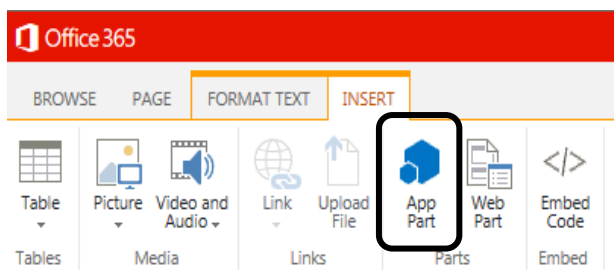 Office 365
BROWSE PAGE FORMAT TEXT INSERT
Table Picture Video and Link Upload App Web Embed
Audio File Part Part Code
Tables Media Links Parts Embed